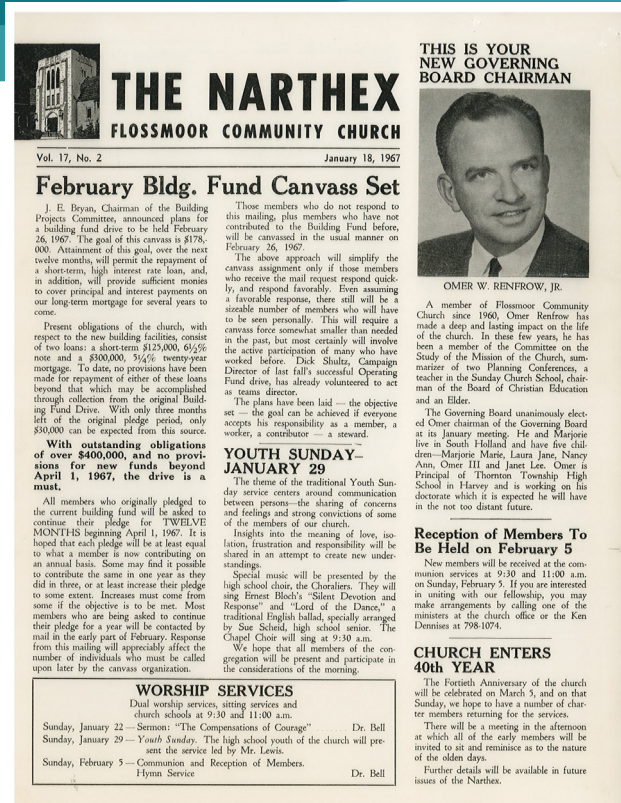 THE NARTHEX
FLOSSMOOR COMMUNITY CHURCH
Vol. 17, No. 2
January 18, 1967
February Bldg. Fund Canvass Set
J. E. Bryan, Chairman of the Building
Projects Committee, announced plans for
a building fund drive to be held February
26, 1967. The goal of this canvass is $178,-
000. Attainment of this goal, over the next
twelve months, will permit the repayment of
a short-term, high interest rate loan, and,
in addition, will provide sufficient monies
to cover principal and interest payments on
our long-term mortgage for several years to
come.
Present obligations of the church, with
respect to the new building facilities, consist
of two loans: a short-term $125,000, 6½%
note and a $300,000, 5¼% twenty-year
mortgage. To date, no provisions have been
made for repayment of either of these loans
beyond that which may be accomplished
through collection from the original Build-
ing Fund Drive. With only three months
left of the original pledge period, only
$30,000 can be expected from this source.
With outstanding obligations
of over $400,000, and no provi-
sions for new funds beyond
April 1, 1967, the drive is a
must.
All members who originally pledged to
the current building fund will be asked to
continue their pledge for TWELVE
MONTHS beginning April 1, 1967. It is
hoped that each pledge will be at least equal
to what a member is now contributing on
an annual basis. Some may find it possible
to contribute the same in one year as they
did in three, or at least increase their pledge
to some extent. Increases must come from
some if the objective is to be met. Most
members who are being asked to continue
their pledge for a year will be contacted by
mail in the early part of February. Response
from this mailing will appreciably affect the
number of individuals who must be called
upon later by the canvass organization.
Those members who do not respond to
this mailing, plus members who have not
contributed to the Building Fund before,
will be canvassed in the usual manner on
February 26, 1967.
The above approach will simplify the
canvass assignment only if those members
who receive the mail request respond quick-
ly, and respond favorably. Even assuming
a favorable response, there still will be a
sizeable number of members who will have
to be seen personally. This will require a
canvass force somewhat smaller than needed
in the past, but most certainly will involve
the active participation of many who have
worked before. Dick Shultz, Campaign
Director of last fall's successful Operating
Fund drive, has already volunteered to act
as teams director.
The plans have been laid — the objective
set — the goal can be achieved if everyone
accepts his responsibility as a member, a
worker, a contributor — a steward.
YOUTH SUNDAY–
JANUARY 29
The theme of the traditional Youth Sun-
day service centers around communication
between persons—the sharing of concerns
and feelings and strong convictions of some
of the members of our church.
Insights into the meaning of love, iso-
lation, frustration and responsibility will be
shared in an attempt to create new under-
standings.
Special music will be presented by the
high school choir, the Choraliers. They will
sing Ernest Bloch's "Silent Devotion and
Response" and "Lord of the Dance," a
traditional English ballad, specially arranged
by Sue Scheid, high school senior. The
Chapel Choir will sing at 9:30 a.m.
We hope that all members of the con-
gregation will be present and participate in
the considerations of the morning.
WORSHIP SERVICES
Dual worship services, sitting services and
church schools at 9:30 and 11:00 a.m.
Sunday, January 22 — Sermon: "The Compensations of Courage" ....... Dr. Bell
Sunday, January 29 — Youth Sunday. The high school youth of the church will pre-
sent the service led by Mr. Lewis.
Sunday, February 5 — Communion and Reception of Members.
Hymn Service Dr. Bell
THIS IS YOUR
NEW GOVERNING
BOARD CHAIRMAN
OMER W. RENFROW, JR.
A member of Flossmoor Community
Church since 1960, Omer Renfrow has
made a deep and lasting impact on the life
of the church. In these few years, he has
been a member of the Committee on the
Study of the Mission of the Church, sum-
marizer of two Planning Conferences, a
teacher in the Sunday Church School, chair-
man of the Board of Christian Education
and an Elder.
The Governing Board unanimously elect-
ed Omer chairman of the Governing Board
at its January meeting. He and Marjorie
live in South Holland and have five chil-
dren—Marjorie Marie, Laura Jane, Nancy
Ann, Omer III and Janet Lee. Omer is
Principal of Thornton Township High
School in Harvey and is working on his
doctorate which it is expected he will have
in the not too distant future.
Reception of Members To
Be Held on February 5
New members will be received at the com-
munion services at 9:30 and 11:00 a.m.
on Sunday, February 5. If you are interested
in uniting with our fellowship, you may
make arrangements by calling one of the
ministers at the church office or the Ken
Dennises at 798-1074.
CHURCH ENTERS
40th YEAR
The Fortieth Anniversary of the church
will be celebrated on March 5, and on that
Sunday, we hope to have a number of char-
ter members returning for the services.
There will be a meeting in the afternoon
at which all of the early members will be
invited to sit and reminisce as to the nature
of the olden days.
Further details will be available in future
issues of the Narthex.